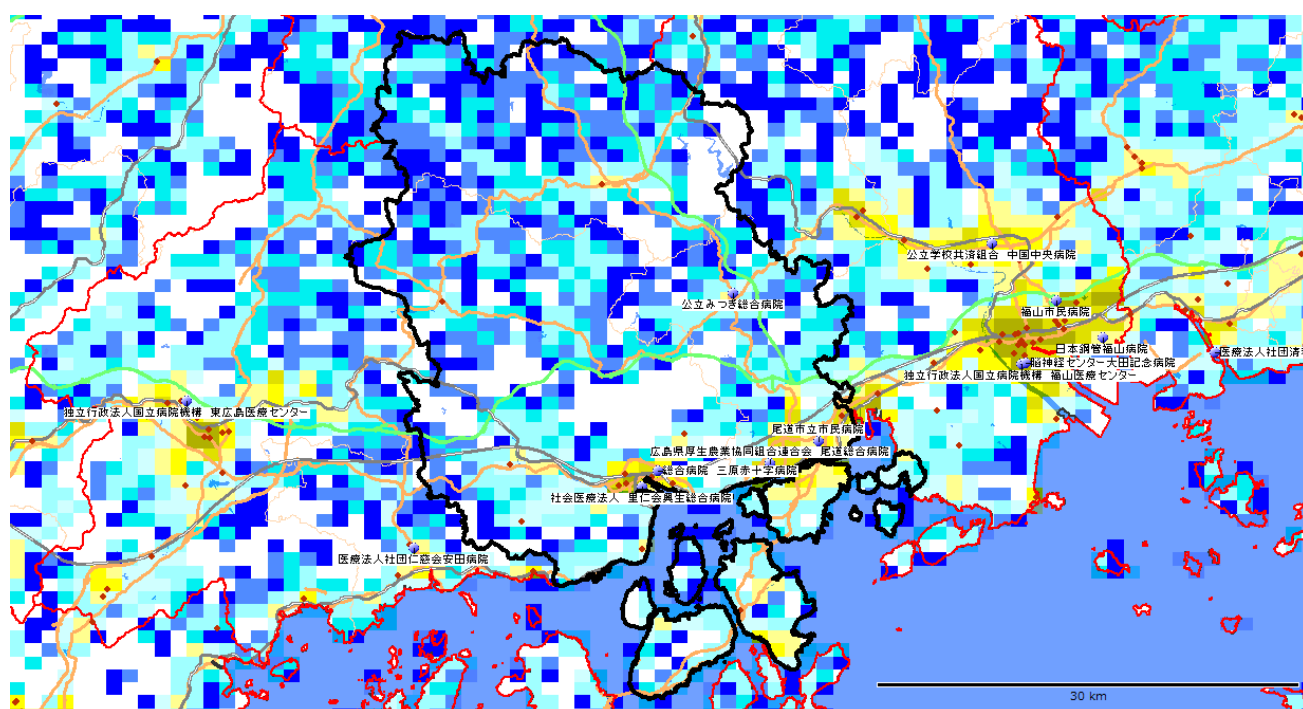 公立学校共済組合 中国中央病院
公立みつぎ総合病院
福山市民病院
日本鋼管福山病院
医療法人社団清
脳神経センター大田記念病院
独立行政法人国立病院機構 福山医療センター
独立行政法人国立病院機構 東広島医療センター
尾道市立市民病院
広島県厚生農業協同組合連合会 尾道総合病院
総合病院 三原赤十字病院
社会医療法人 里仁会興生総合病院
医療法人社団仁慈会安田病院
30 km